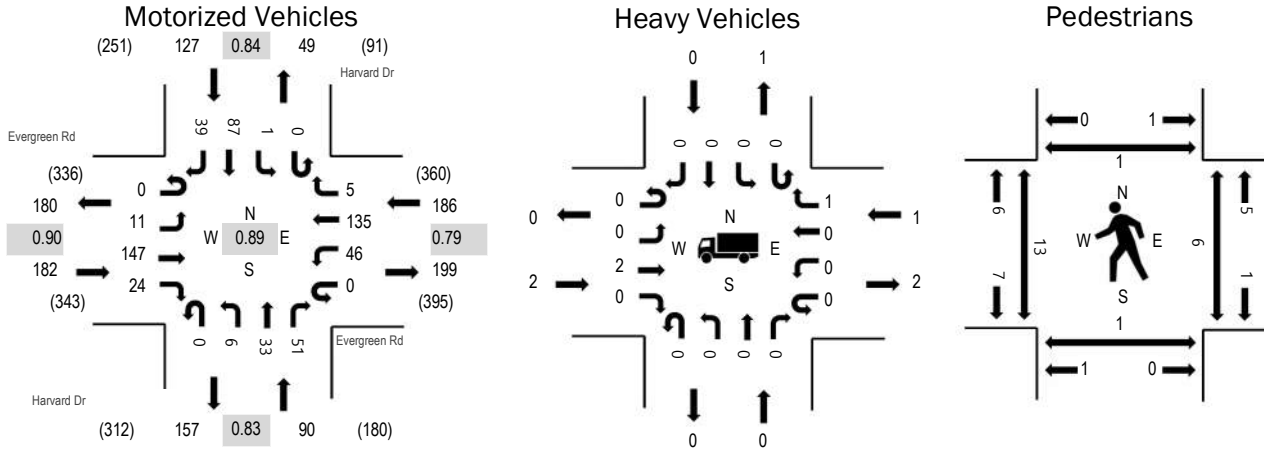 Motorized Vehicles
(251) 127 0.84 49 (91)
Harvard Dr
39 87 1 0
Evergreen Rd
(336) 0 5 (360)
180 11 N 135 186
0.90 W 0.89 E 0.79
182 147 S 46 199
(343) 24 0 (395)
0 6 33 51
Evergreen Rd
Harvard Dr
(312) 157 0.83 90 (180)
Heavy Vehicles
0 1
0 0 0 0
0 1
0 0 N 0 1
W E
2 2 S 0 2
0 0
0 0 0 0
0 0
Pedestrians
0 1
1
6 N 5
W 13 E 6
7 S 1
1
1 0